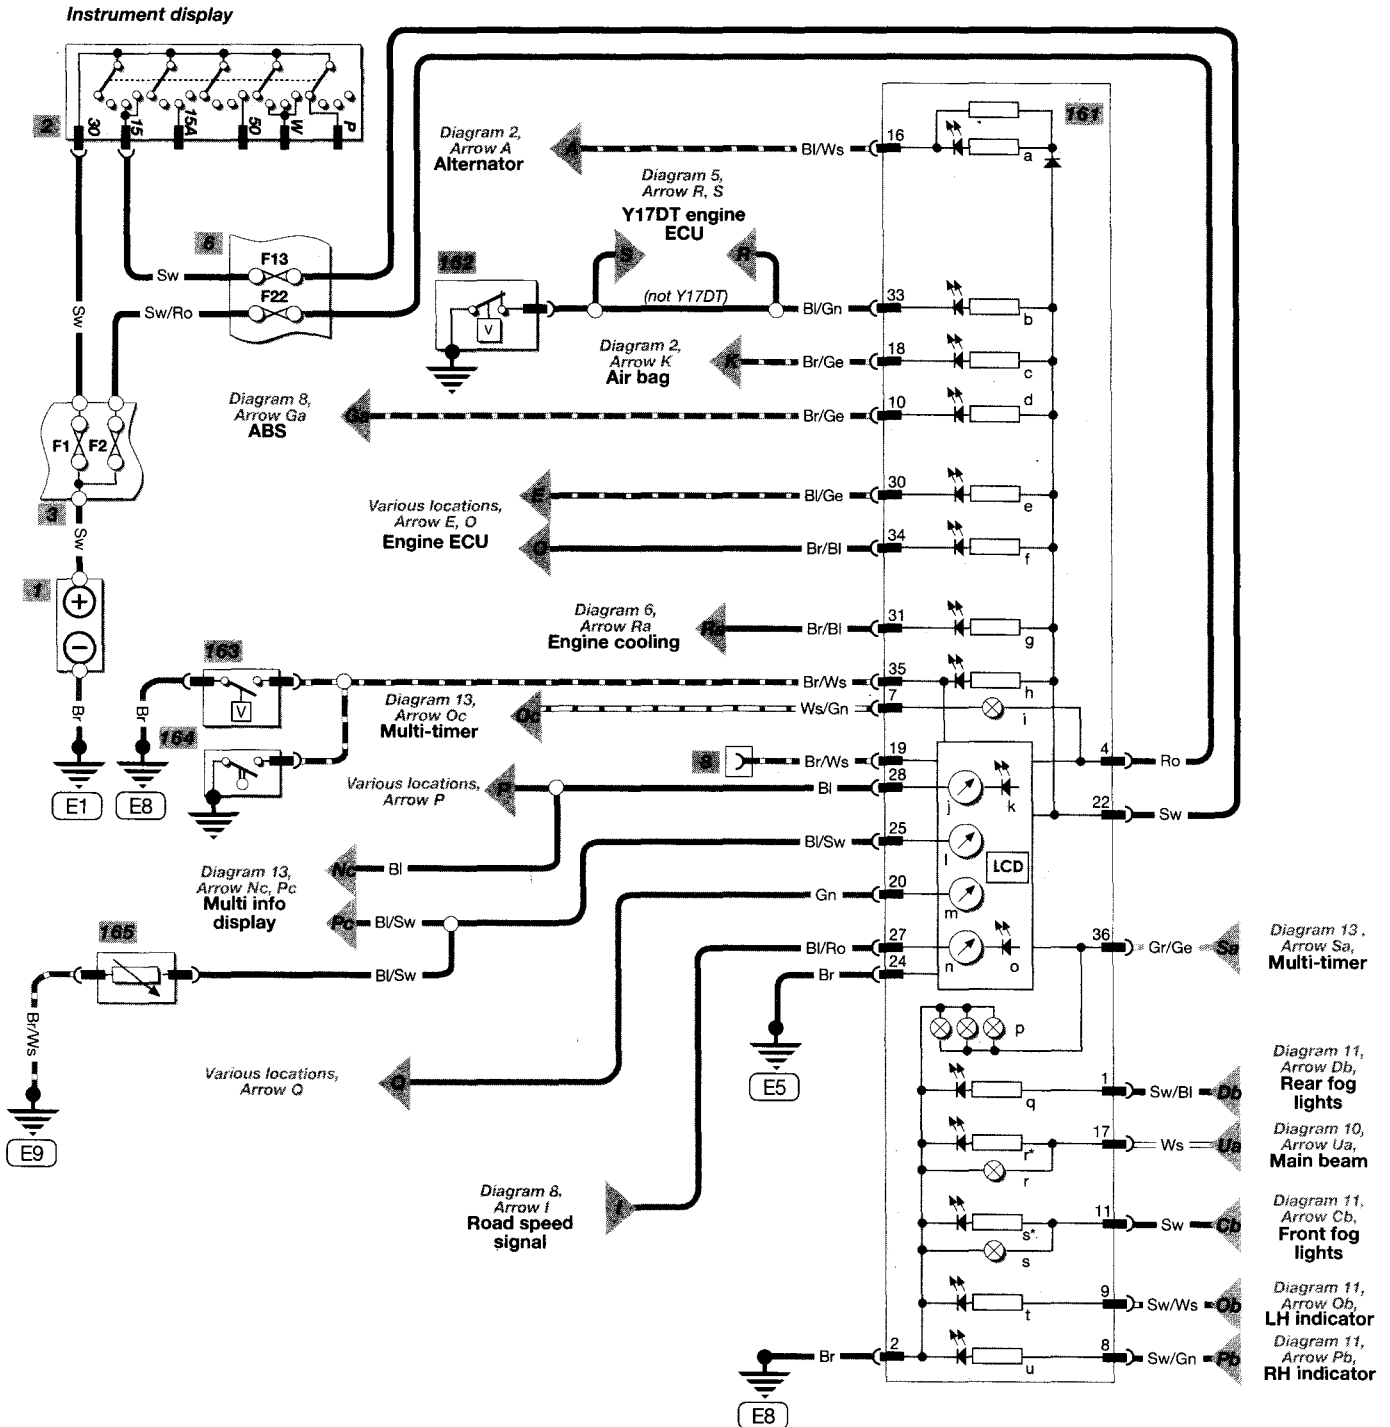 Instrument display
2
30
15
15A
50
W
P
161
Diagram 2,
Arrow A
Alternator
A
Bl/Ws
16
a
Diagram 5,
Arrow R, S
Y17DT engine
ECU
S
R
6
F13
Sw
F22
Sw/Ro
162
V
(not Y17DT)
Bl/Gn
33
b
Sw
Diagram 2,
Arrow K
Air bag
K
Br/Ge
18
c
Diagram 8,
Arrow Ga
ABS
Ga
Br/Ge
10
d
F1
F2
3
Sw
Various locations,
Arrow E, O
Engine ECU
E
Bl/Ge
30
e
O
Br/Bl
34
f
1
+
−
Diagram 6,
Arrow Ra
Engine cooling
Ra
Br/Bl
31
g
163
V
Br
Br
Br/Ws
35
h
Diagram 13,
Arrow Oc
Multi-timer
Oc
Ws/Gn
7
i
164
E1
E8
8
Br/Ws
19
4
Ro
Various locations,
Arrow P
P
Bl
28
j
k
22
Sw
Bl/Sw
25
l
LCD
Diagram 13,
Arrow Nc, Pc
Multi info
display
Nc
Bl
Pc
Bl/Sw
Gn
20
m
165
Bl/Sw
Bl/Ro
27
n
o
36
Gr/Ge
Sa
Diagram 13 ,
Arrow Sa,
Multi-timer
Br
24
E5
Br/Ws
E9
p
Various locations,
Arrow Q
Q
q
1
Sw/Bl
Db
Diagram 11,
Arrow Db,
Rear fog
lights
r*
r
17
Ws
Ua
Diagram 10,
Arrow Ua,
Main beam
Diagram 8,
Arrow I
Road speed
signal
I
s*
s
11
Sw
Cb
Diagram 11,
Arrow Cb,
Front fog
lights
t
9
Sw/Ws
Ob
Diagram 11,
Arrow Ob,
LH indicator
Br
2
u
8
Sw/Gn
Pb
Diagram 11,
Arrow Pb,
RH indicator
E8